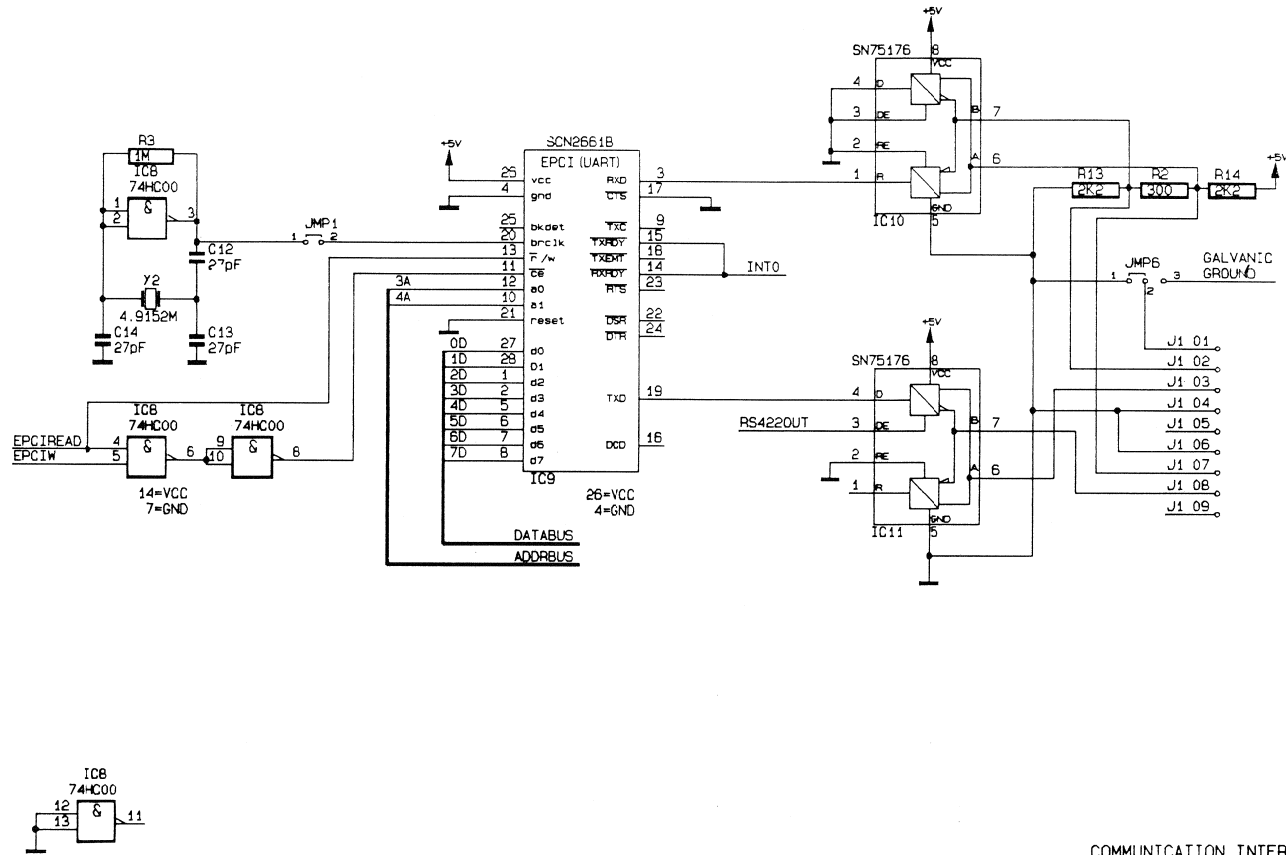 +5V
SN75176
8
VCC
4 D
3 DE
2 RE
1 R
B 7
A 6
GND
IC10 5
R3
1M
IC8
74HC00
1
2
&
3
JMP1
1 2
C12
27pF
Y2
4.9152M
C14
27pF
C13
27pF
SCN2661B
EPCI (UART)
+5V
26 vcc
4 gnd
25 bkdet
20 brclk
13 r/w
11 ce
3A 12 a0
4A 10 a1
21 reset
0D 27 d0
1D 28 D1
2D 1 d2
3D 2 d3
4D 5 d4
5D 6 d5
6D 7 d6
7D 8 d7
RXD 3
CTS 17
TXC 9
TXRDY 15
TXEMT 18
RXRDY 14
RTS 23
DSR 22
DTR 24
TXD 19
DCD 16
IC9
26=VCC
4=GND
INT0
R13
2K2
R2
300
R14
2K2
+5V
JMP6
1 2 3
GALVANIC
GROUND
J1 01
J1 02
J1 03
J1 04
J1 05
J1 06
J1 07
J1 08
J1 09
+5V
SN75176
8
VCC
4 D
RS422OUT
3 DE
2 RE
1 R
B 7
A 6
GND
IC11 5
IC8
74HC00
EPCIREAD 4
EPCIW 5
&
6
14=VCC
7=GND
IC8
74HC00
9
10
&
8
DATABUS
ADDRBUS
IC8
74HC00
12
13
&
11
COMMUNICATION INTER